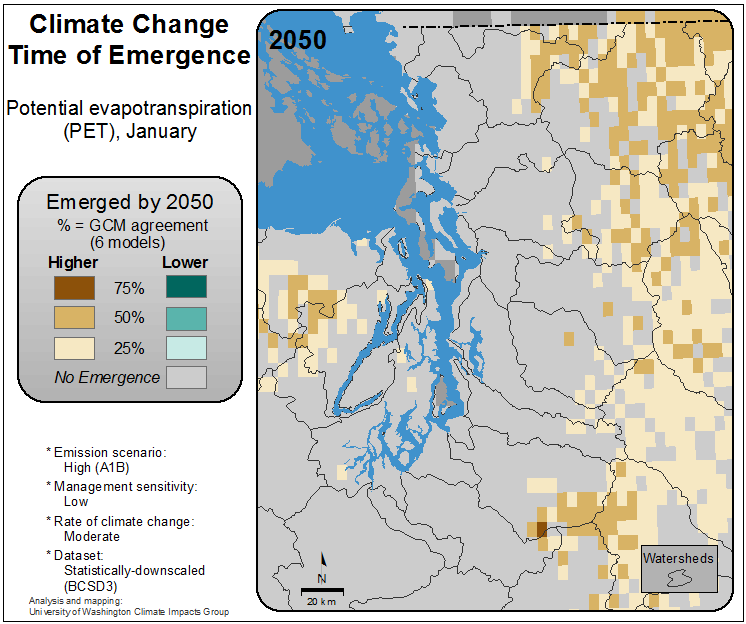 Climate Change
Time of Emergence
Potential evapotranspiration
(PET), January
Emerged by 2050
% = GCM agreement
(6 models)
Higher Lower
75%
50%
25%
No Emergence
* Emission scenario:
High (A1B)
* Management sensitivity:
Low
* Rate of climate change:
Moderate
* Dataset:
Statistically-downscaled
(BCSD3)
Analysis and mapping:
University of Washington Climate Impacts Group
2050
N
20 km
Watersheds